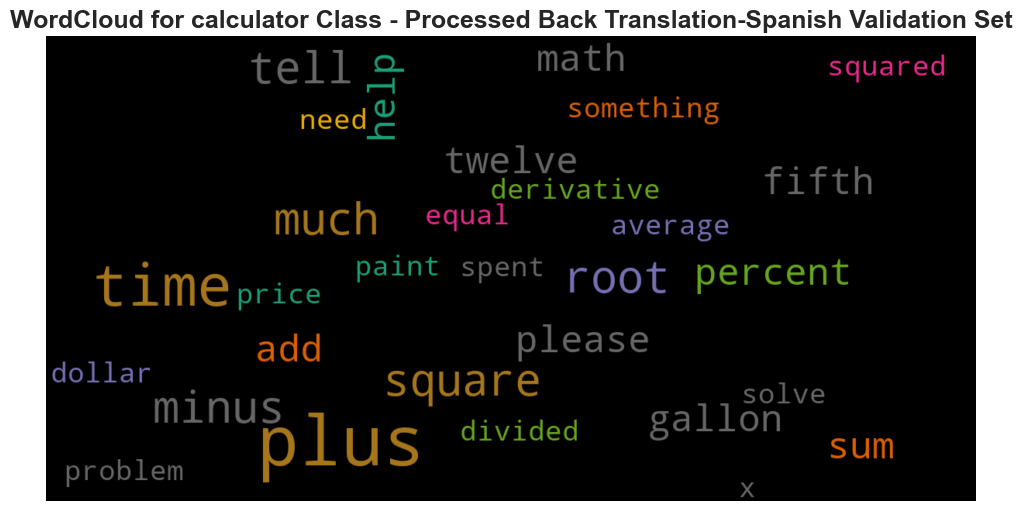 WordCloud for calculator Class - Processed Back Translation-Spanish Validation Set
tell
help
math
squared
need
something
twelve
fifth
derivative
much
equal
average
time
price
paint
spent
root
percent
add
please
dollar
square
minus
solve
gallon
plus
divided
sum
problem
x